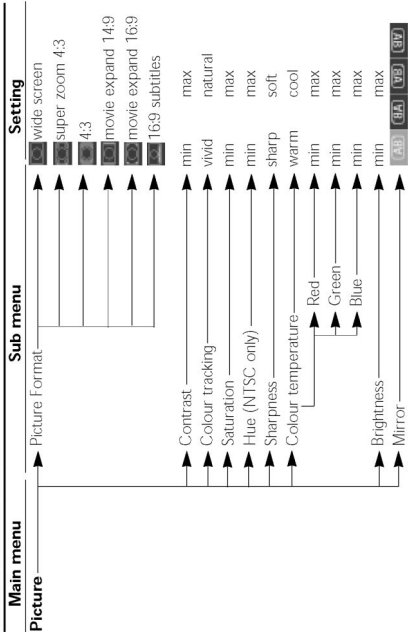 Main menu Sub menu Setting
Picture Picture Format wide screen
super zoom 4:3
4:3
movie expand 14:9
movie expand 16:9
16:9 subtitles
Contrast min max
Colour tracking vivid natural
Saturation min max
Hue (NTSC only) min max
Sharpness sharp soft
Colour temperature warm cool
Red min max
Green min max
Blue min max
Brightness min max
Mirror AB